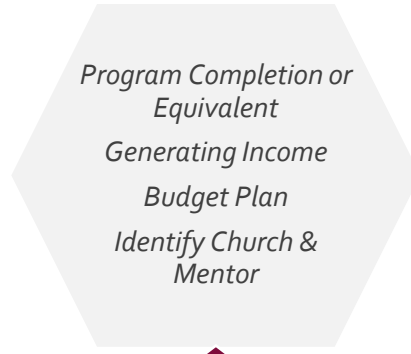 Program Completion or
Equivalent
Generating Income
Budget Plan
Identify Church &
Mentor